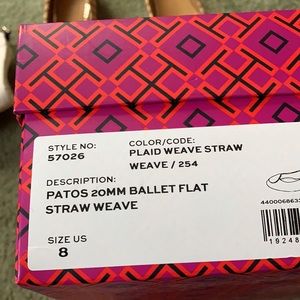 STYLE NO:
57026
COLOR/CODE:
PLAID WEAVE STRAW
WEAVE / 254
DESCRIPTION:
PATOS 20MM BALLET FLAT
STRAW WEAVE
SIZE US
8